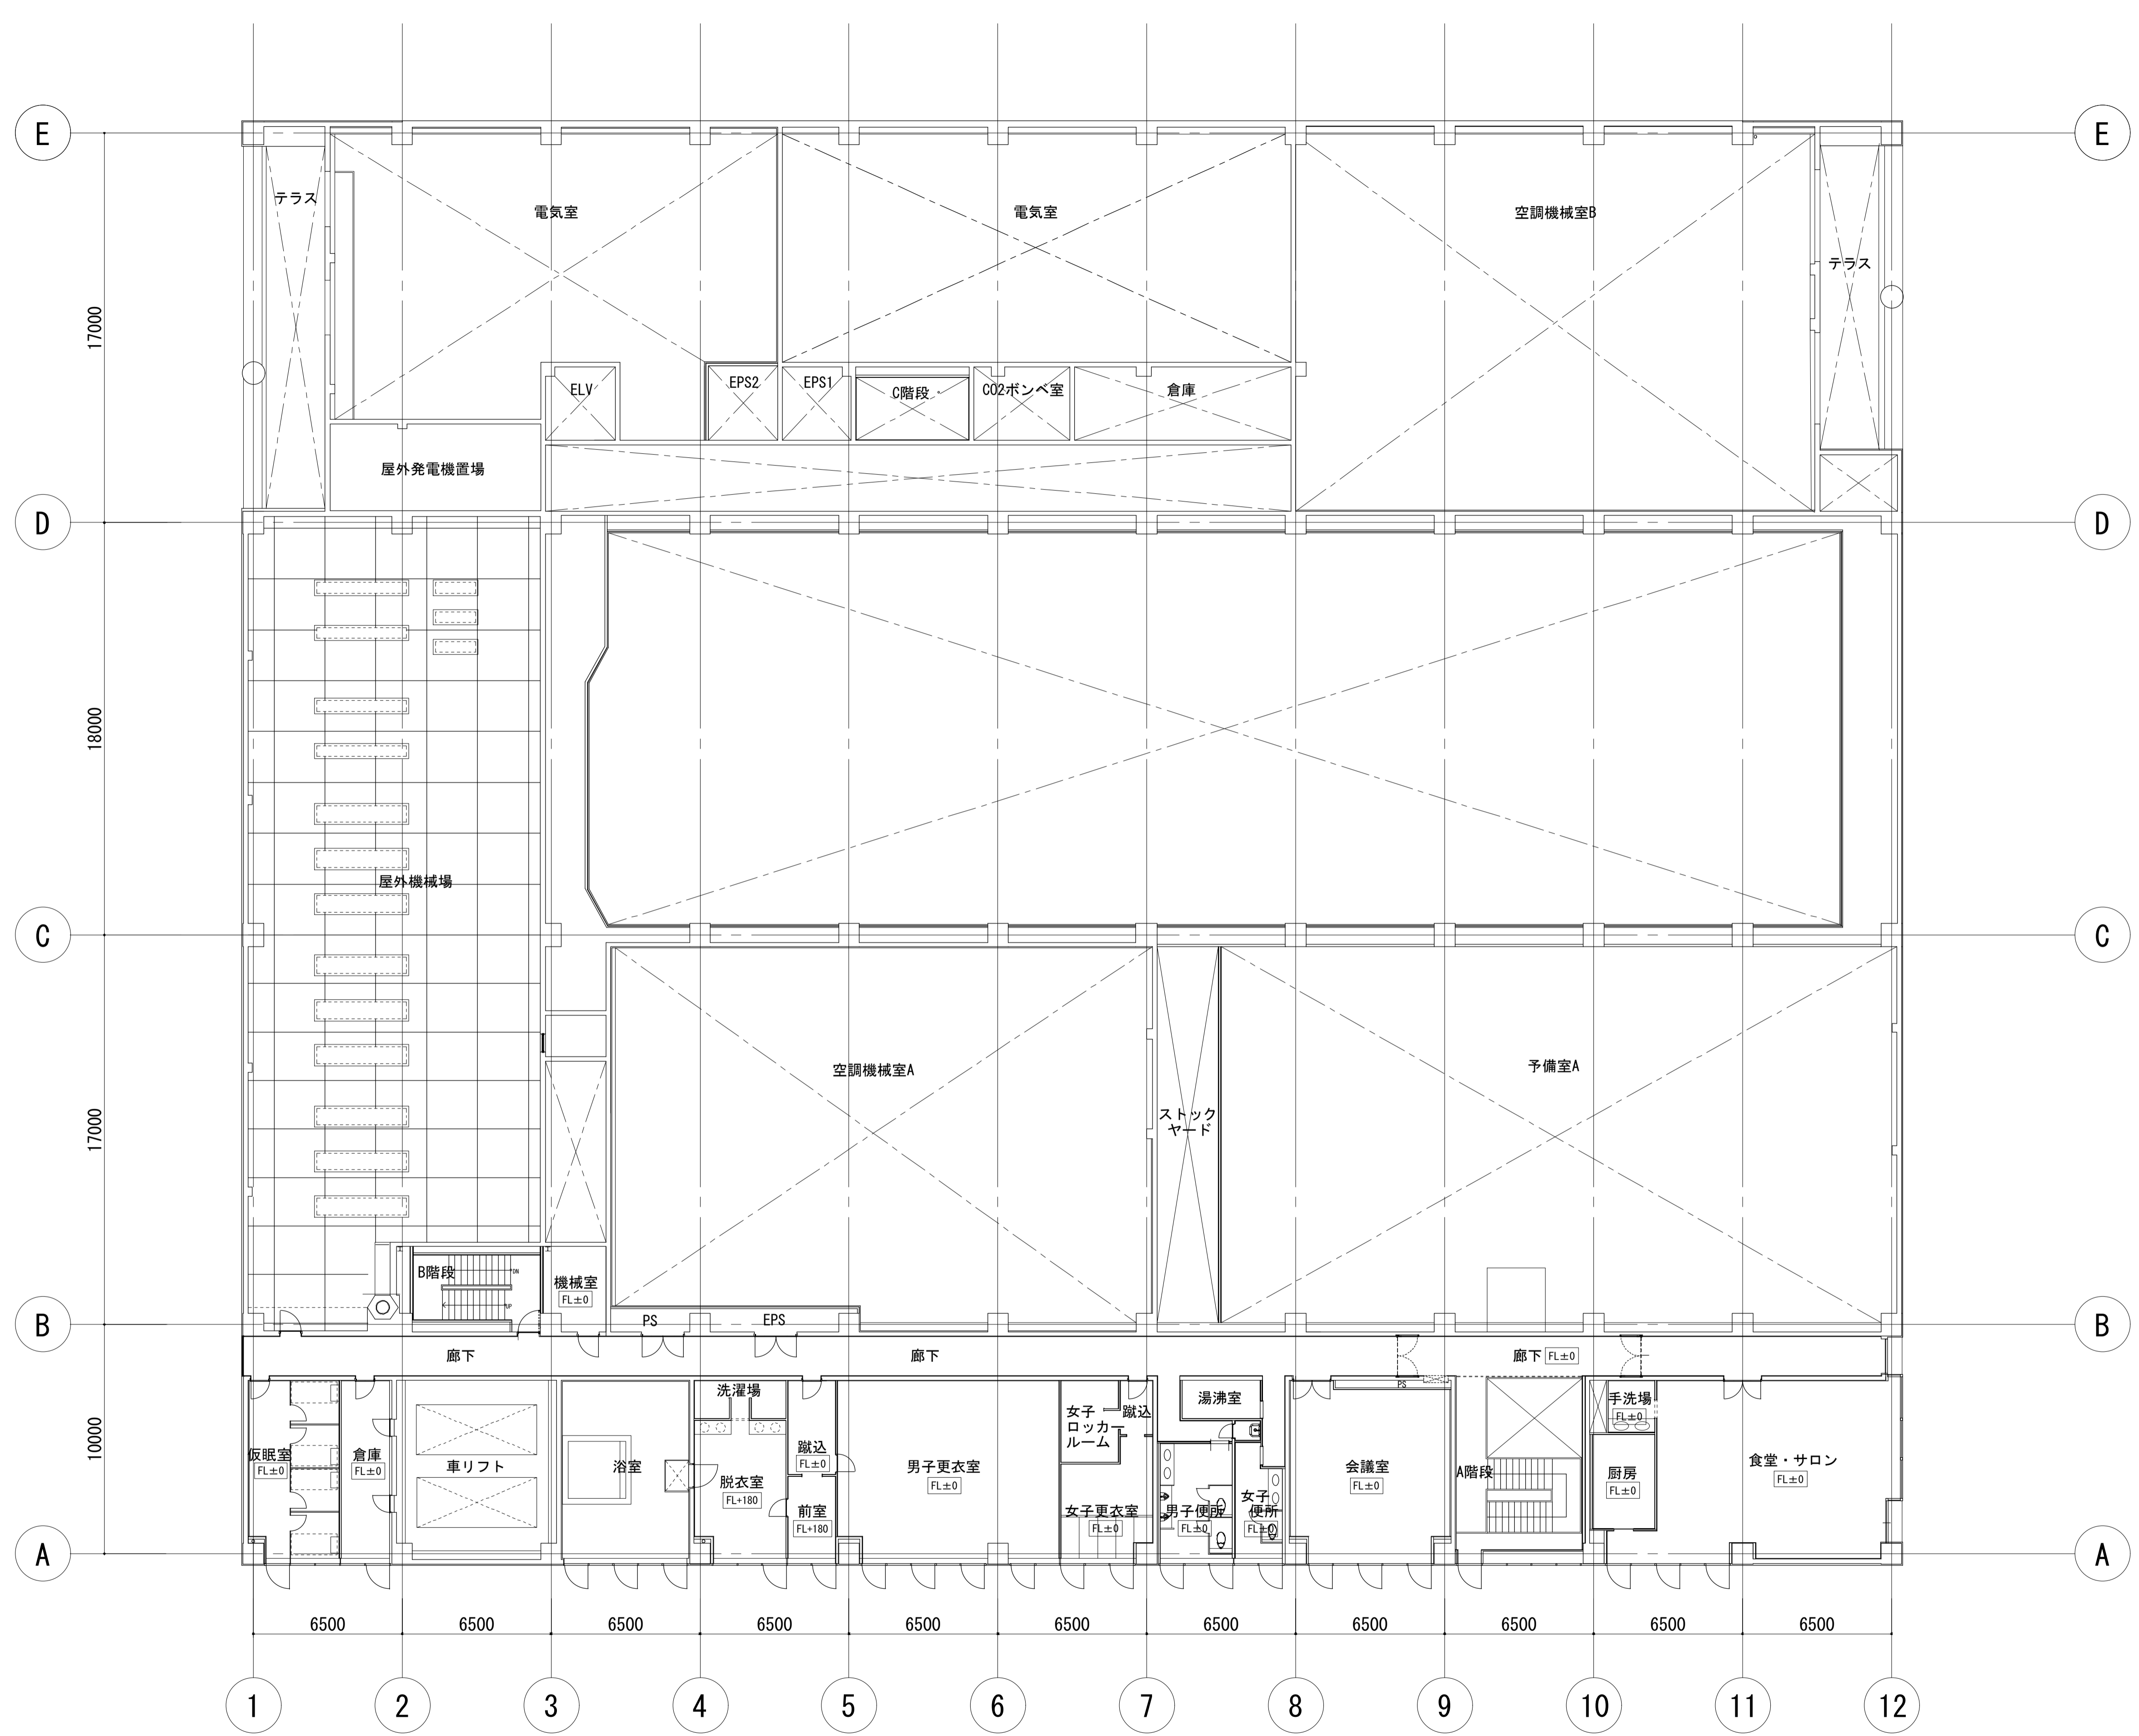 E
E
テラス
電気室
電気室
空調機械室B
テラス
17000
ELV
EPS2
EPS1
C階段
CO2ボンベ室
倉庫
屋外発電機置場
D
D
18000
屋外機械場
C
C
空調機械室A
予備室A
ストック
ヤード
17000
B階段
DN
UP
機械室
FL±0
PS
EPS
B
B
廊下
廊下
廊下
FL±0
PS
洗濯場
湯沸室
手洗場
FL±0
女子
ロッカー
ルーム
蹴込
10000
仮眠室
FL±0
倉庫
FL±0
車リフト
浴室
脱衣室
FL+180
蹴込
FL±0
前室
FL+180
男子更衣室
FL±0
女子更衣室
FL±0
男子便所
FL±0
女子
便所
FL±0
会議室
FL±0
A階段
厨房
FL±0
食堂・サロン
FL±0
A
A
6500
6500
6500
6500
6500
6500
6500
6500
6500
6500
6500
1
2
3
4
5
6
7
8
9
10
11
12